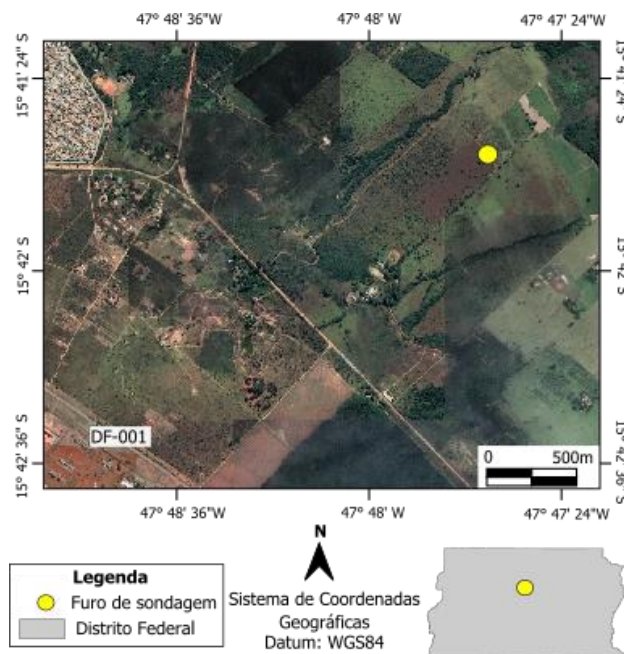 47° 48' 36" W
47° 48' W
47° 47' 24"W
15° 41' 24" S
15° 41' 24" S
15° 42' S
15° 42' S
DF-001
0
500m
15° 42' 36" S
15° 42' 36" S
47° 48' 36" W
47° 48' W
47° 47' 24"W
N
Legenda
Furo de sondagem
Distrito Federal
Sistema de Coordenadas
Geográficas
Datum: WGS84